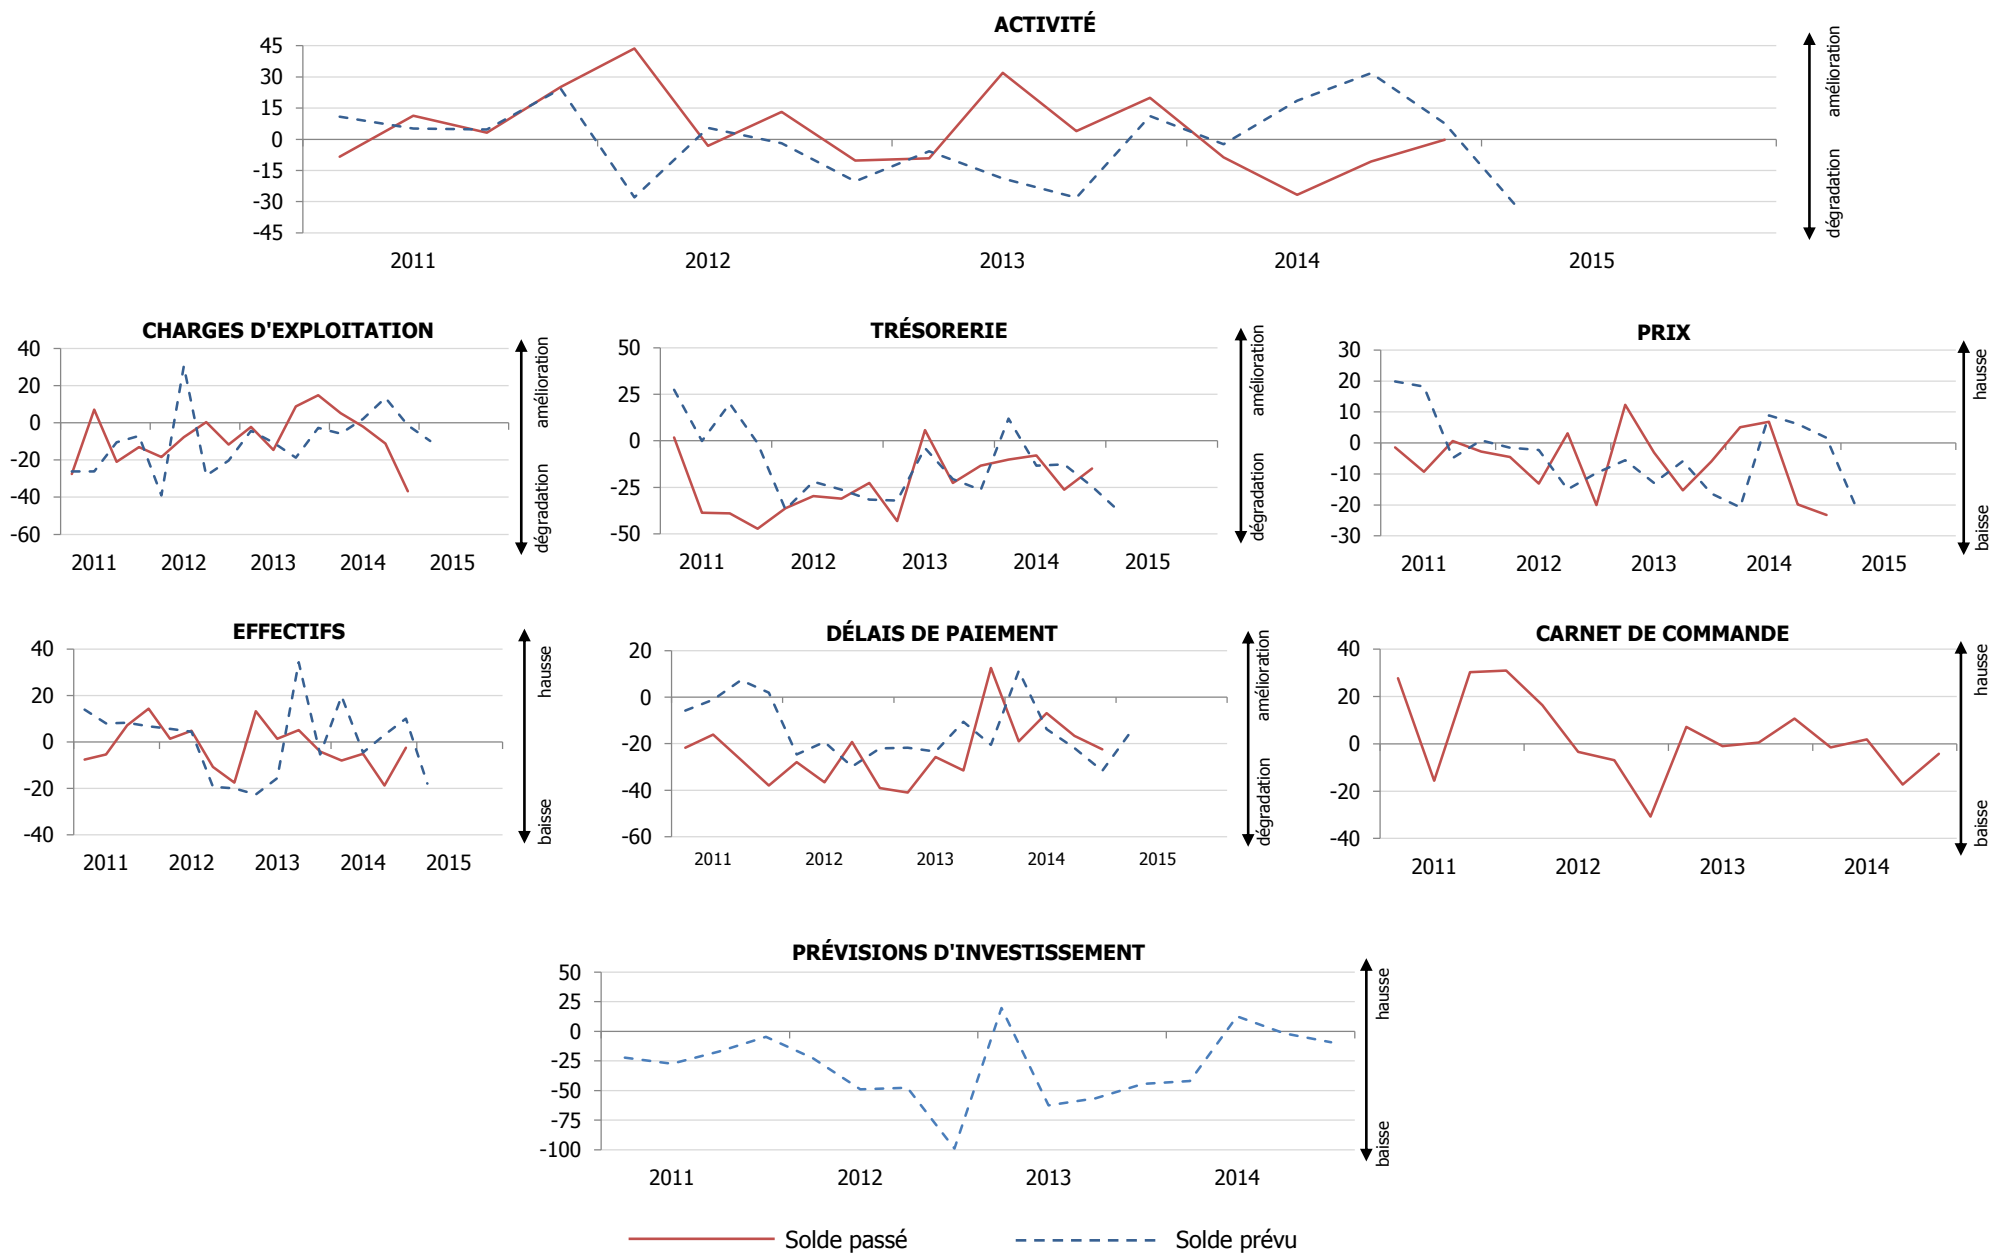 ACTIVITÉ
45
30
15
0
-15
-30
-45
2011 2012 2013 2014 2015
amélioration
dégradation
CHARGES D'EXPLOITATION
40
20
0
-20
-40
-60
2011 2012 2013 2014 2015
amélioration
dégradation
TRÉSORERIE
50
25
0
-25
-50
2011 2012 2013 2014 2015
amélioration
dégradation
PRIX
30
20
10
0
-10
-20
-30
2011 2012 2013 2014 2015
hausse
baisse
EFFECTIFS
40
20
0
-20
-40
2011 2012 2013 2014 2015
hausse
baisse
DÉLAIS DE PAIEMENT
20
0
-20
-40
-60
2011 2012 2013 2014 2015
amélioration
dégradation
CARNET DE COMMANDE
40
20
0
-20
-40
2011 2012 2013 2014
hausse
baisse
PRÉVISIONS D'INVESTISSEMENT
50
25
0
-25
-50
-75
-100
2011 2012 2013 2014
hausse
baisse
Solde passé Solde prévu